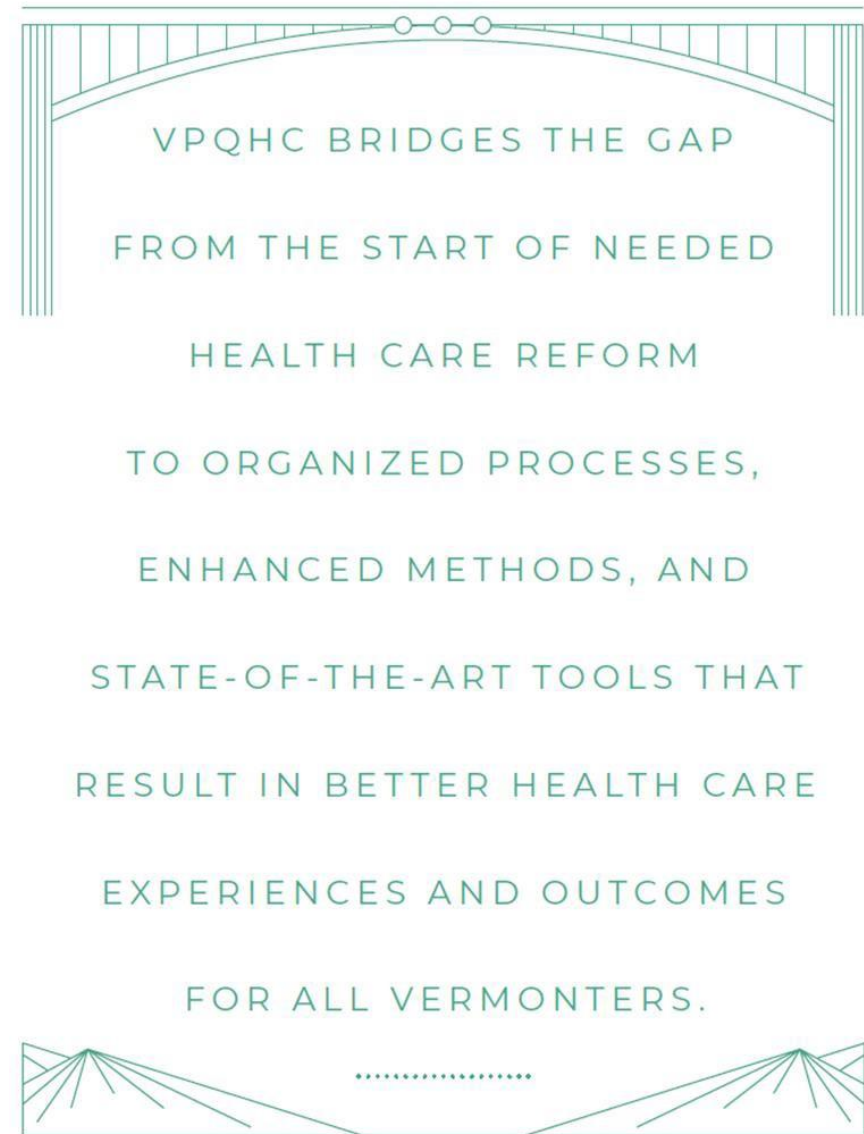 VPQHC BRIDGES THE GAP
FROM THE START OF NEEDED
HEALTH CARE REFORM
TO ORGANIZED PROCESSES,
ENHANCED METHODS, AND
STATE-OF-THE-ART TOOLS THAT
RESULT IN BETTER HEALTH CARE
EXPERIENCES AND OUTCOMES
FOR ALL VERMONTERS.